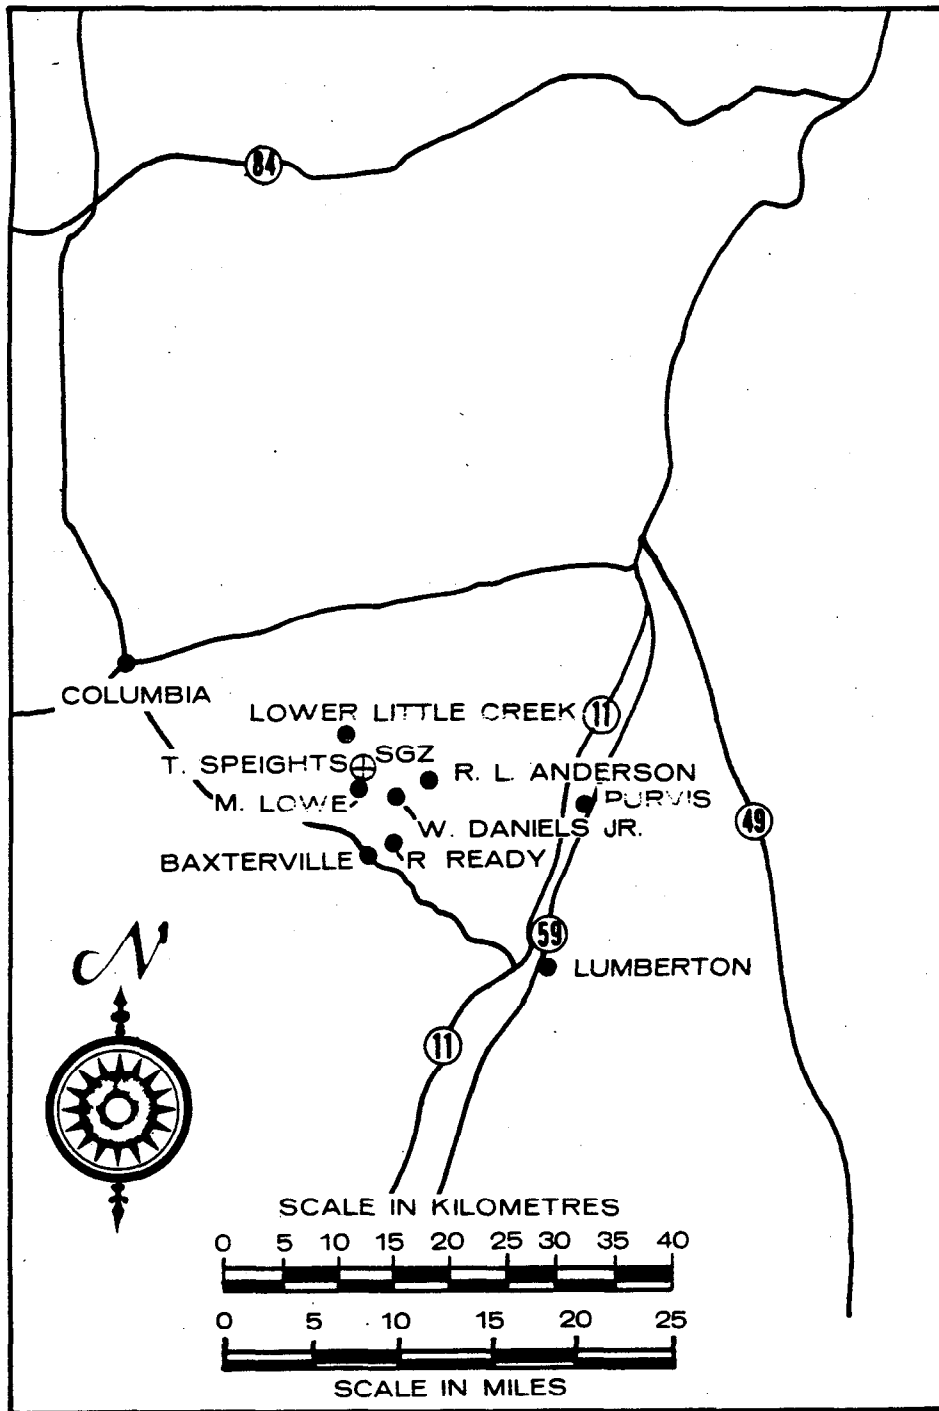 84
COLUMBIA
LOWER LITTLE CREEK
11
T. SPEIGHTS
SGZ
R. L. ANDERSON
M. LOWE
PURVIS
W. DANIELS JR.
49
BAXTERVILLE
R READY
N
59
LUMBERTON
11
SCALE IN KILOMETRES
0 5 10 15 20 25 30 35 40
0 5 10 15 20 25
SCALE IN MILES